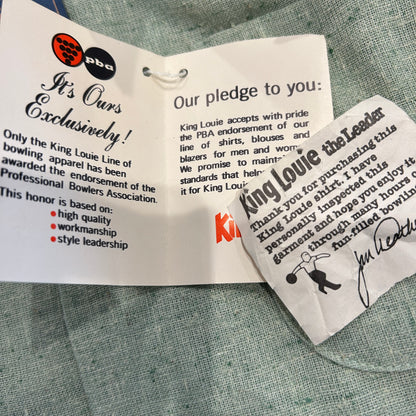 pba
It's Ours
Exclusively!
Only the King Louie Line of
bowling apparel has been
awarded the endorsement of the
Professional Bowlers Association.
This honor is based on:
• high quality
• workmanship
• style leadership
Our pledge to you:
King Louie accepts with pride
the PBA endorsement of our
line of shirts, blouses and
blazers for men and wom
We promise to mainta
standards that help
it for King Loui
Ki
King Louie the Leader
Thank you for purchasing this
King Louie shirt. I have
personally inspected this
garment and hope you enjoy it
through many hours of
fun-filled bowlin